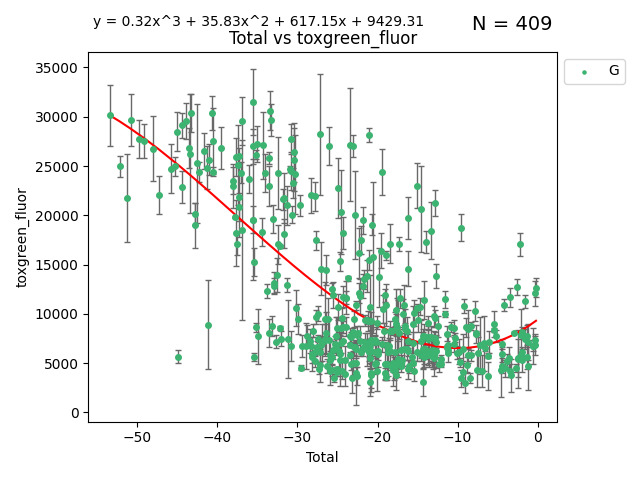 y = 0.32x^3 + 35.83x^2 + 617.15x + 9429.31
N = 409
Total vs toxgreen_fluor
35000
30000
25000
20000
15000
10000
5000
0
toxgreen_fluor
−50
−40
−30
−20
−10
0
Total
G